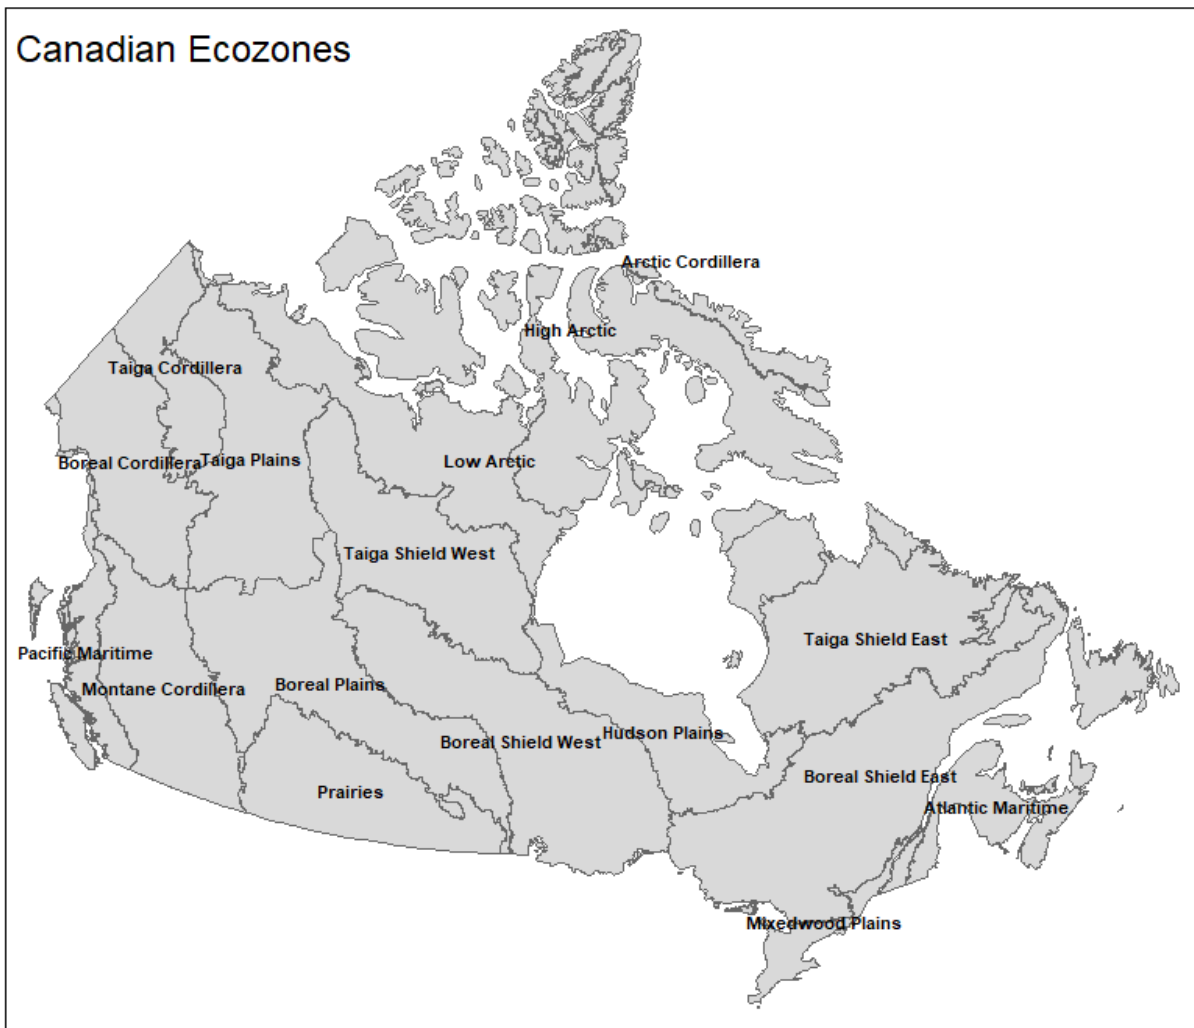 Canadian Ecozones
Arctic Cordillera
High Arctic
Taiga Cordillera
Boreal Cordillera
Taiga Plains
Low Arctic
Taiga Shield West
Taiga Shield East
Pacific Maritime
Montane Cordillera
Boreal Plains
Hudson Plains
Boreal Shield West
Boreal Shield East
Prairies
Atlantic Maritime
Mixedwood Plains